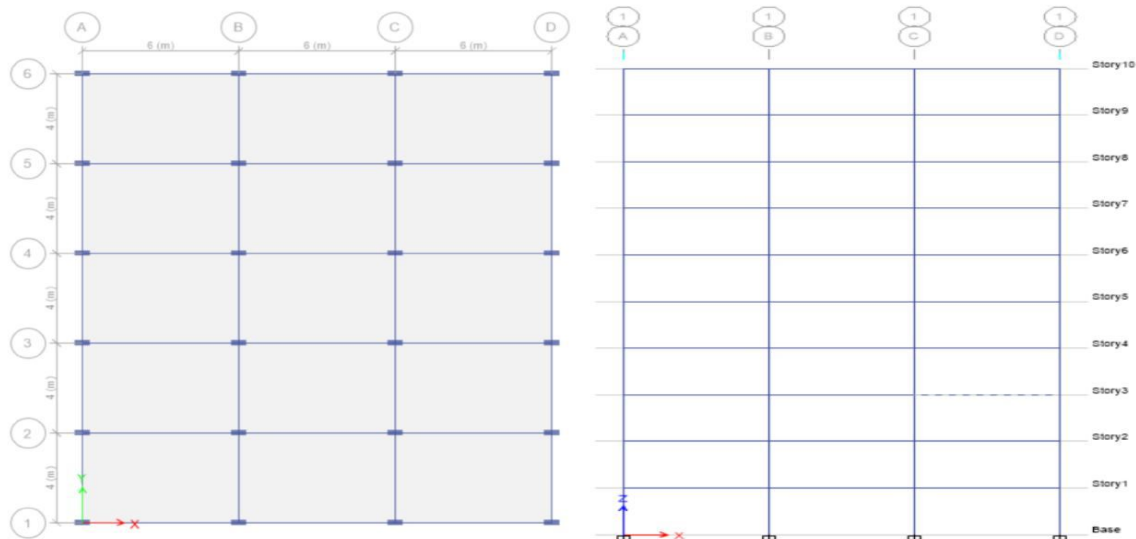 A B C D
6 (m) 6 (m) 6 (m)
6
4 (m)
5
4 (m)
4
4 (m)
3
4 (m)
2
4 (m)
1
Y
X
1 1 1 1
A B C D
Story10
Story9
Story8
Story7
Story6
Story5
Story4
Story3
Story2
Story1
Z
X
Base